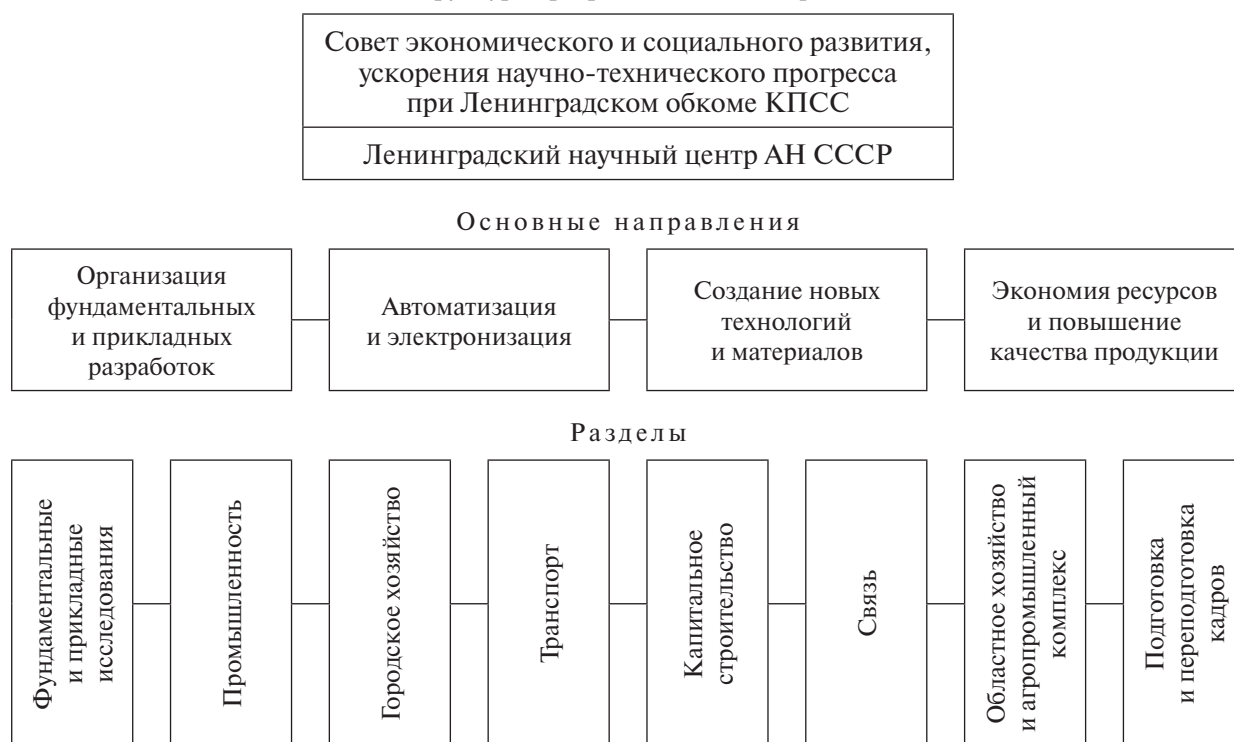 Совет экономического и социального развития,
ускорения научно-технического прогресса
при Ленинградском обкоме КПСС
Ленинградский научный центр АН СССР
Основные направления
Организация
фундаментальных
и прикладных
разработок
Автоматизация
и электронизация
Создание новых
технологий
и материалов
Экономия ресурсов
и повышение
качества продукции
Разделы
Фундаментальные
и прикладные
исследования
Промышленность
Городское хозяйство
Транспорт
Капитальное
строительство
Связь
Областное хозяйство
и агропромышленный
комплекс
Подготовка
и переподготовка
кадров